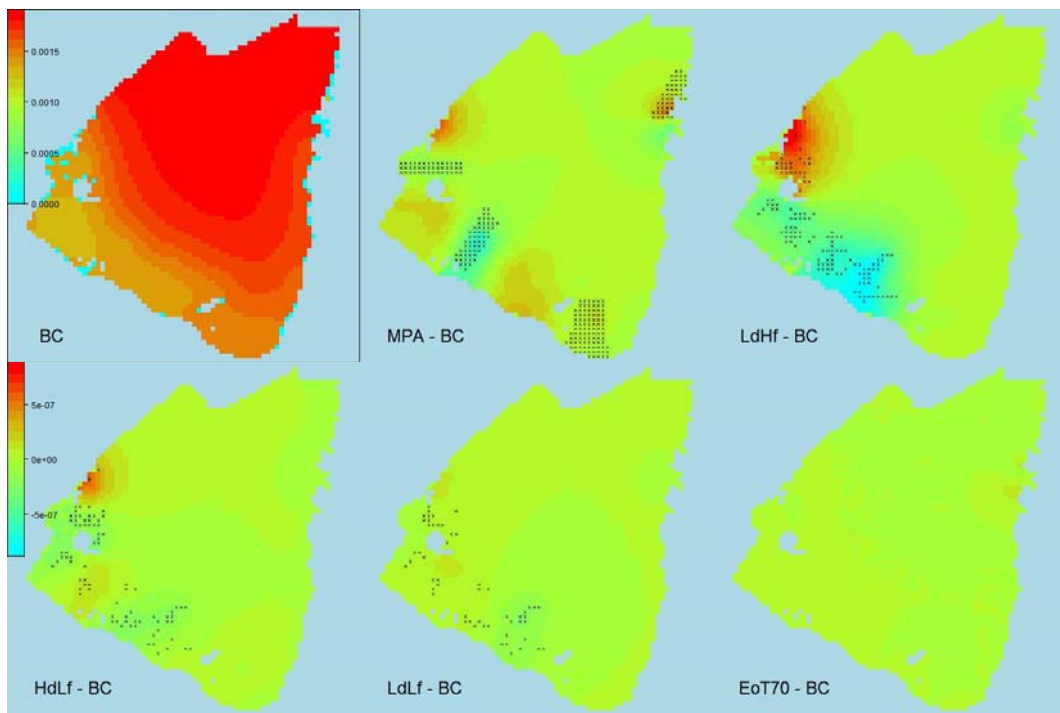 0.0015
0.0010
0.0005
0.0000
BC
MPA - BC
LdHf - BC
5e-07
0e+00
-5e-07
HdLf - BC
LdLf - BC
EoT70 - BC